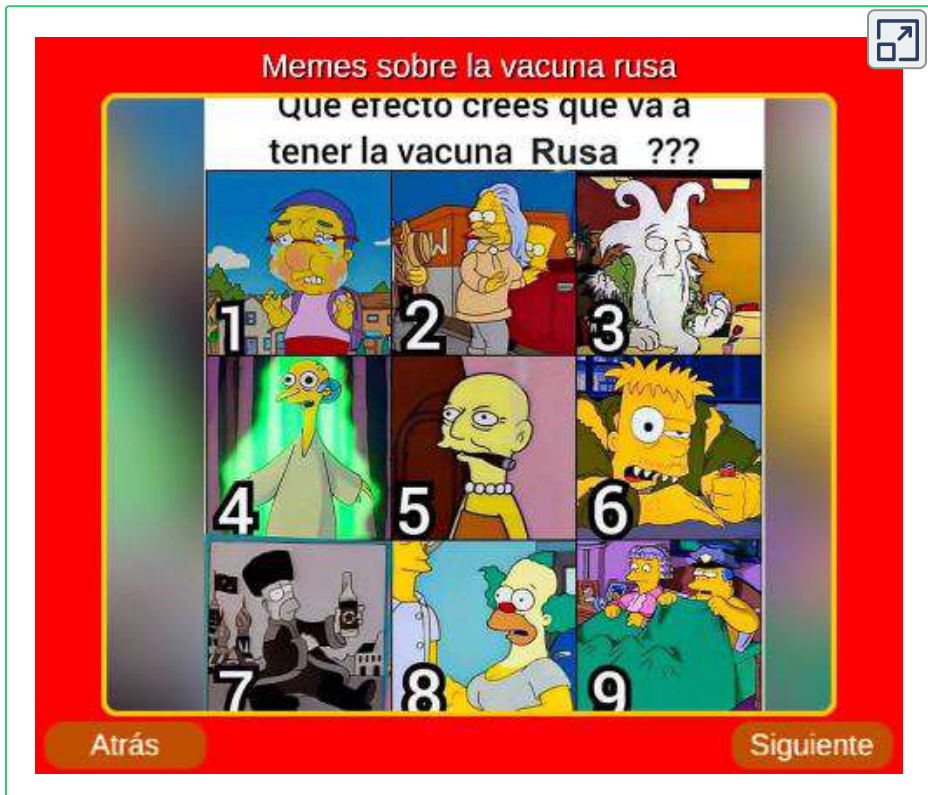 Memes sobre la vacuna rusa
Que efecto crees que va a
tener la vacuna Rusa ???
OW
1
2
3
4
5
6
7
8
9
Atrás
Siguiente